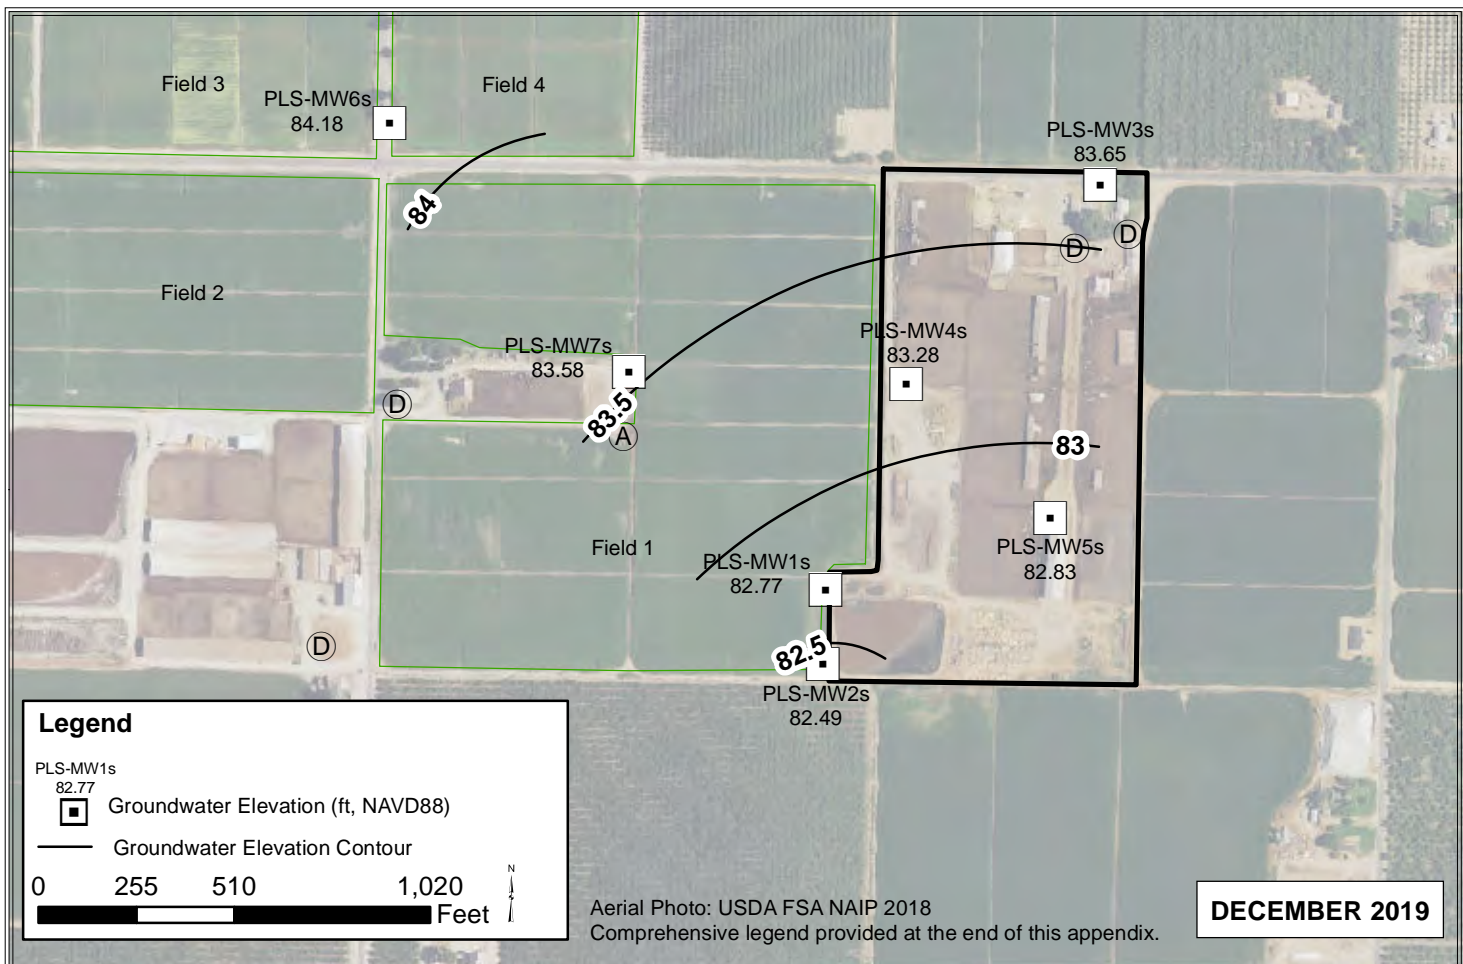 Field 3
Field 4
PLS-MW6s
84.18
PLS-MW3s
83.65
84
D
D
Field 2
PLS-MW4s
83.28
PLS-MW7s
83.58
D
83.5
A
83
Field 1
PLS-MW5s
82.83
PLS-MW1s
82.77
D
82.5
PLS-MW2s
82.49
Legend
PLS-MW1s
82.77
Groundwater Elevation (ft, NAVD88)
Groundwater Elevation Contour
N
0 255 510 1,020
Feet
Aerial Photo: USDA FSA NAIP 2018
Comprehensive legend provided at the end of this appendix.
DECEMBER 2019